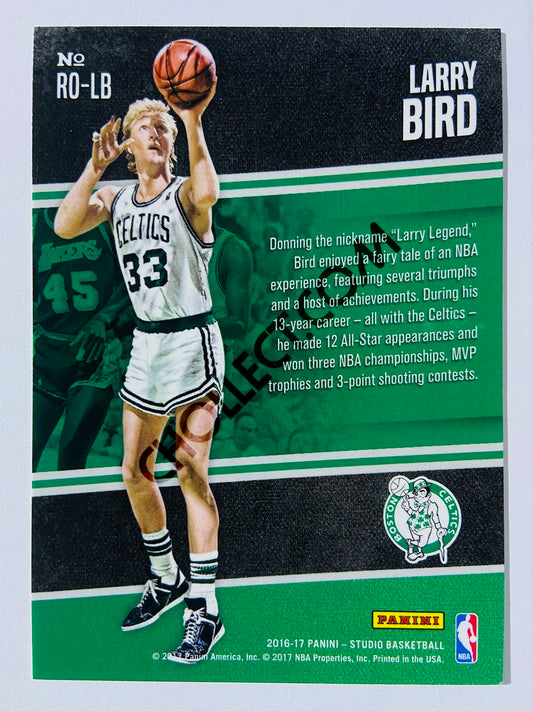 No
RO-LB
LARRY
BIRD
Donning the nickname “Larry Legend,”
Bird enjoyed a fairy tale of an NBA
experience, featuring several triumphs
and a host of achievements. During his
13-year career – all with the Celtics –
he made 12 All-Star appearances and
won three NBA championships, MVP
trophies and 3-point shooting contests.
CELTICS
33
45
CHOLLECT.COM
BOSTON
CELTICS
PANINI
NBA
2016-17 PANINI – STUDIO BASKETBALL
© 2017 Panini America, Inc. © 2017 NBA Properties, Inc. Printed in the USA.